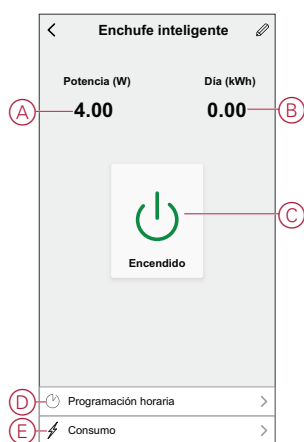 Enchufe inteligente
Potencia (W) Día (kWh)
A 4.00 0.00 B
C
Encendido
D Programación horaria
E Consumo